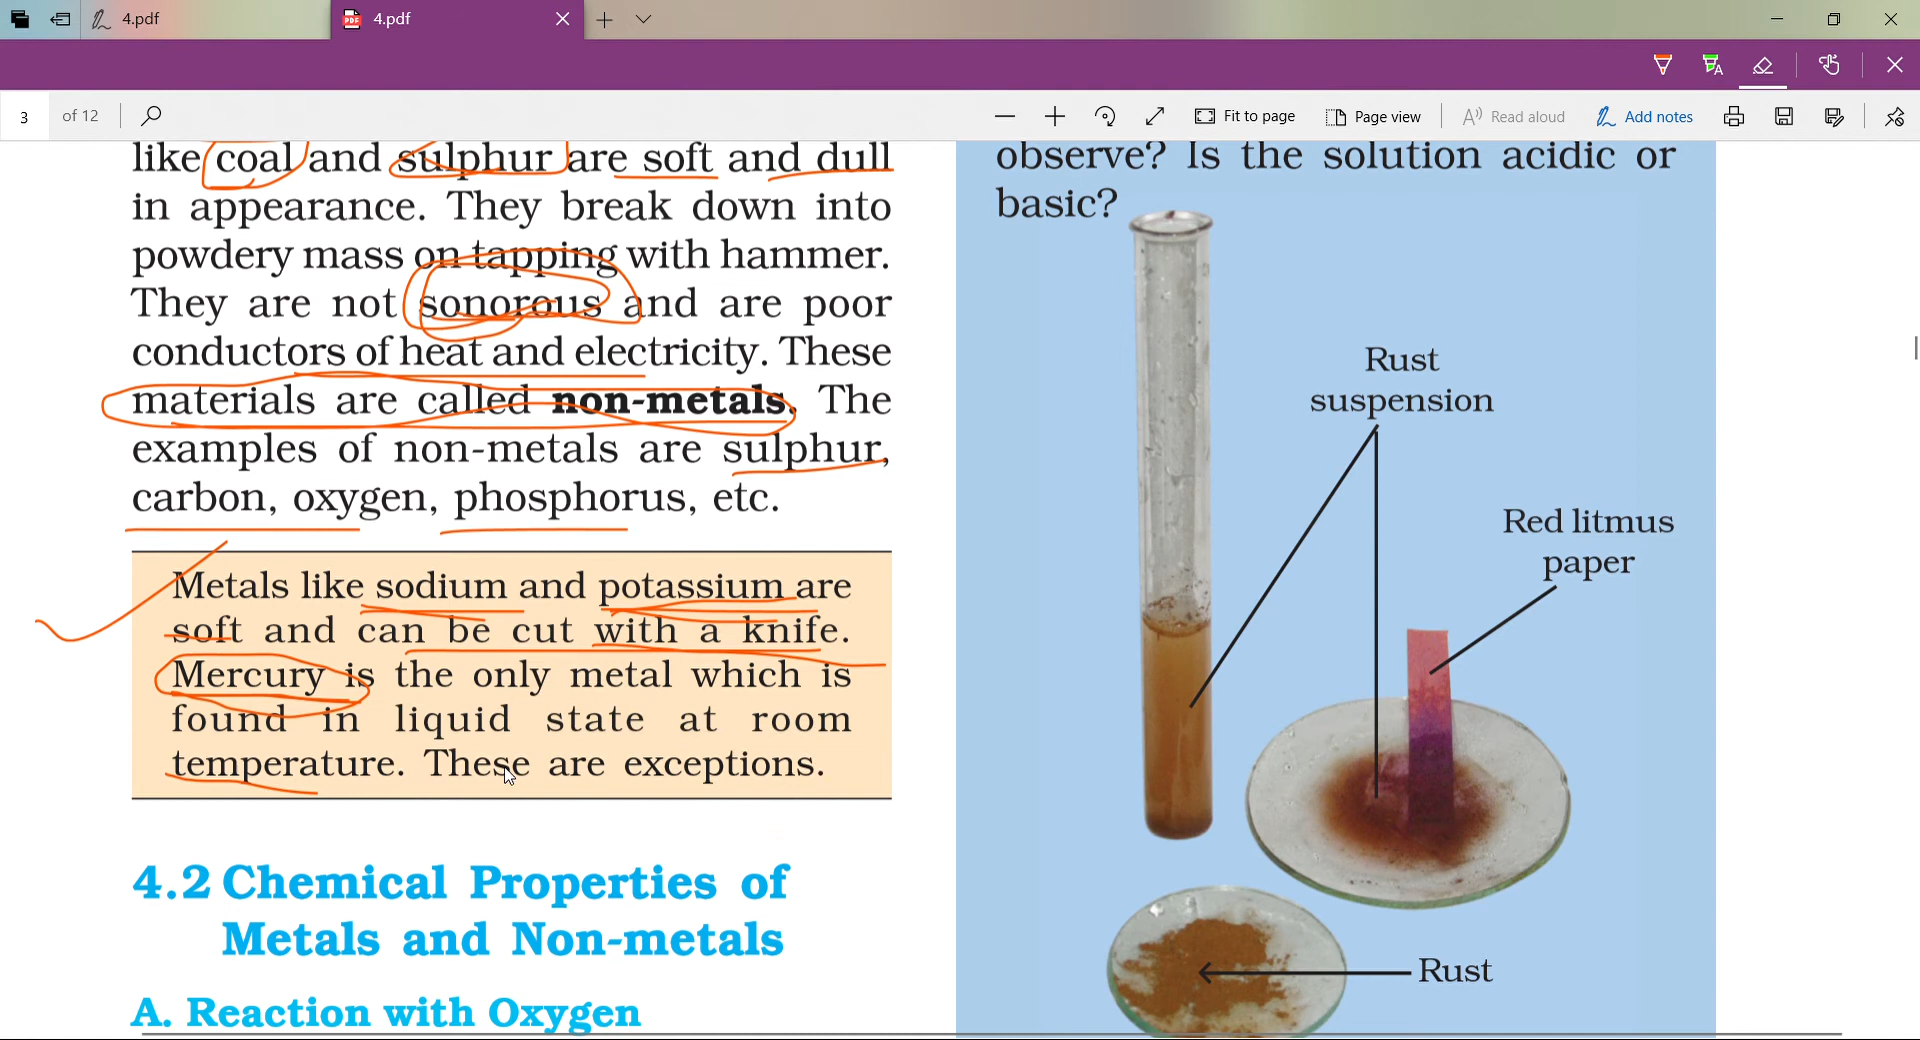 4.pdf
4.pdf
3 of 12
Fit to page
Page view
Read aloud
Add notes
like coal and sulphur are soft and dull
in appearance. They break down into
powdery mass on tapping with hammer.
They are not sonorous and are poor
conductors of heat and electricity. These
materials are called non-metals. The
examples of non-metals are sulphur,
carbon, oxygen, phosphorus, etc.
Metals like sodium and potassium are
soft and can be cut with a knife.
Mercury is the only metal which is
found in liquid state at room
temperature. These are exceptions.
4.2 Chemical Properties of
Metals and Non-metals
A. Reaction with Oxygen
observe? Is the solution acidic or
basic?
Rust
suspension
Red litmus
paper
Rust